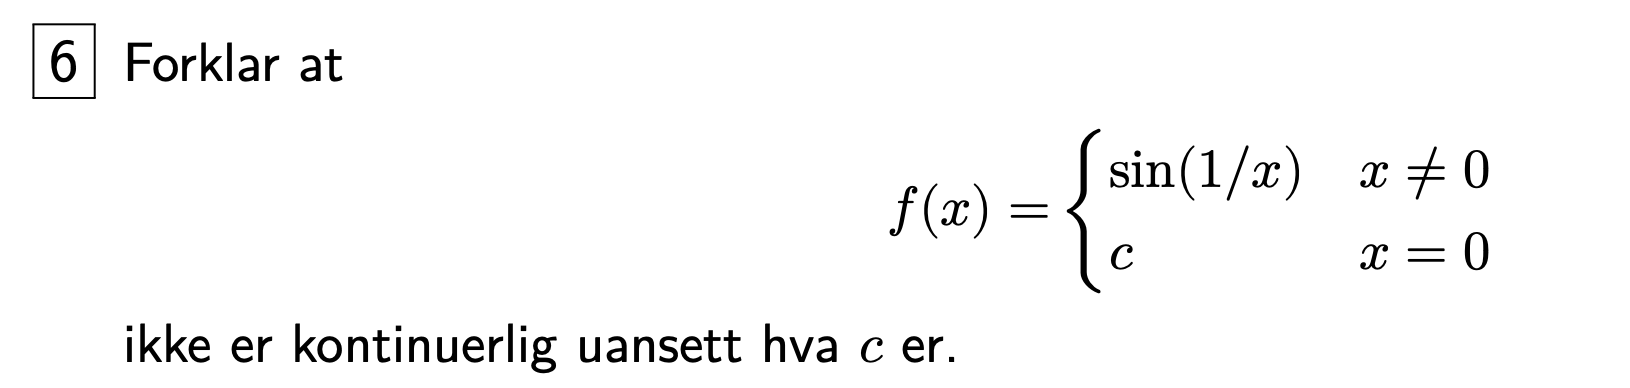 6 Forklar at
f(x) = { sin(1/x) x ≠ 0
c x = 0
ikke er kontinuerlig uansett hva c er.